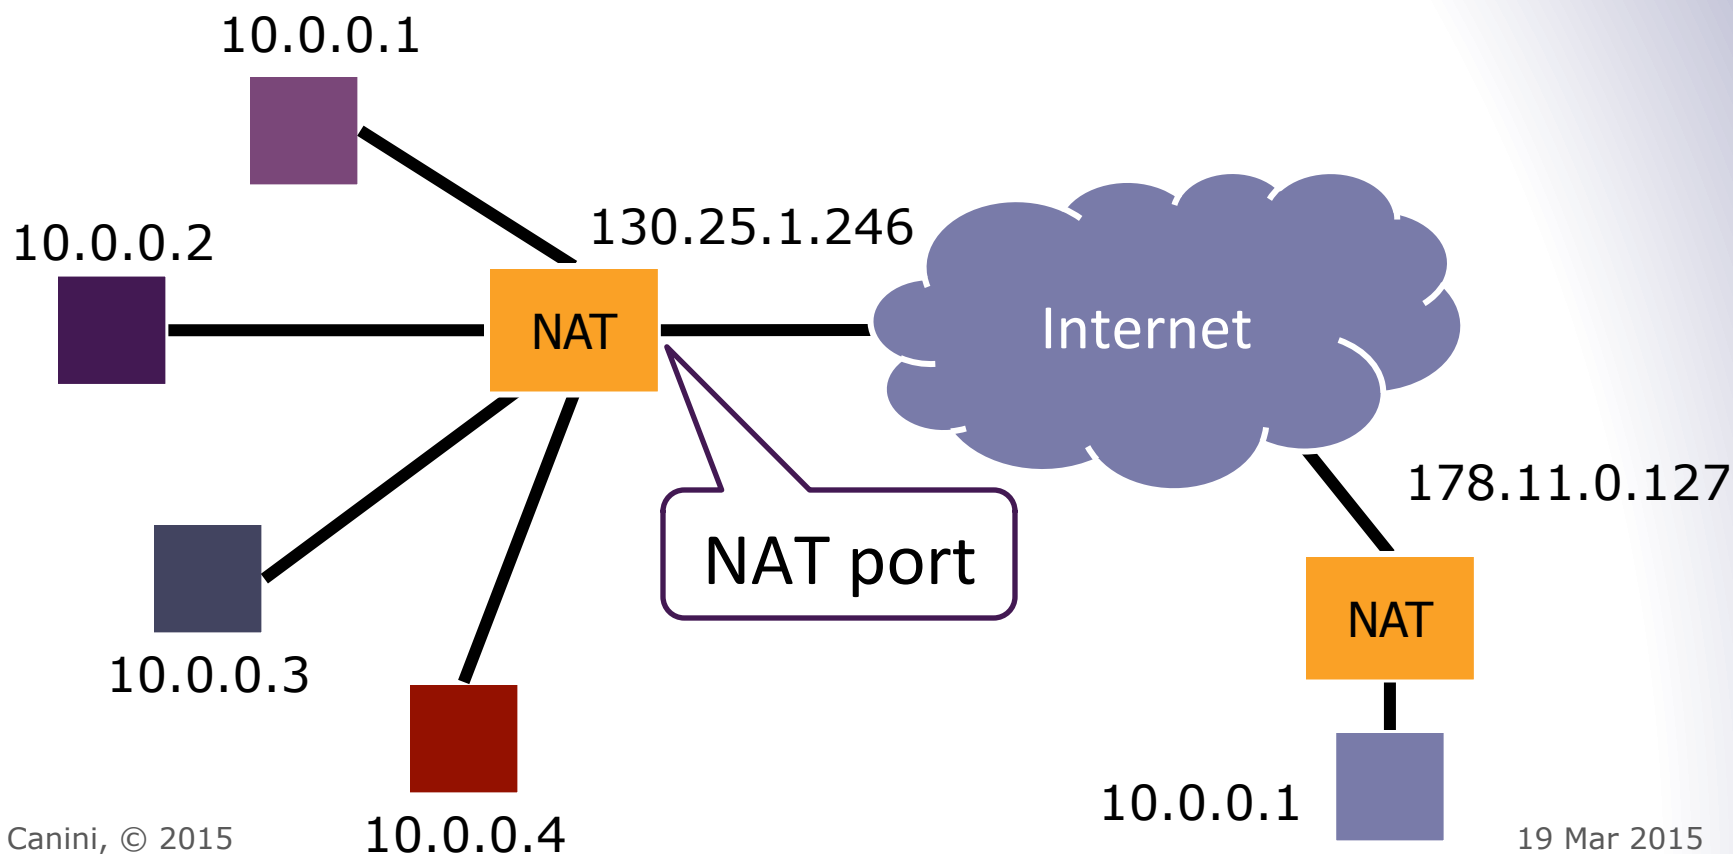 10.0.0.1
10.0.0.2
130.25.1.246
NAT
Internet
NAT port
178.11.0.127
NAT
10.0.0.3
10.0.0.1
10.0.0.4
Canini, © 2015
19 Mar 2015